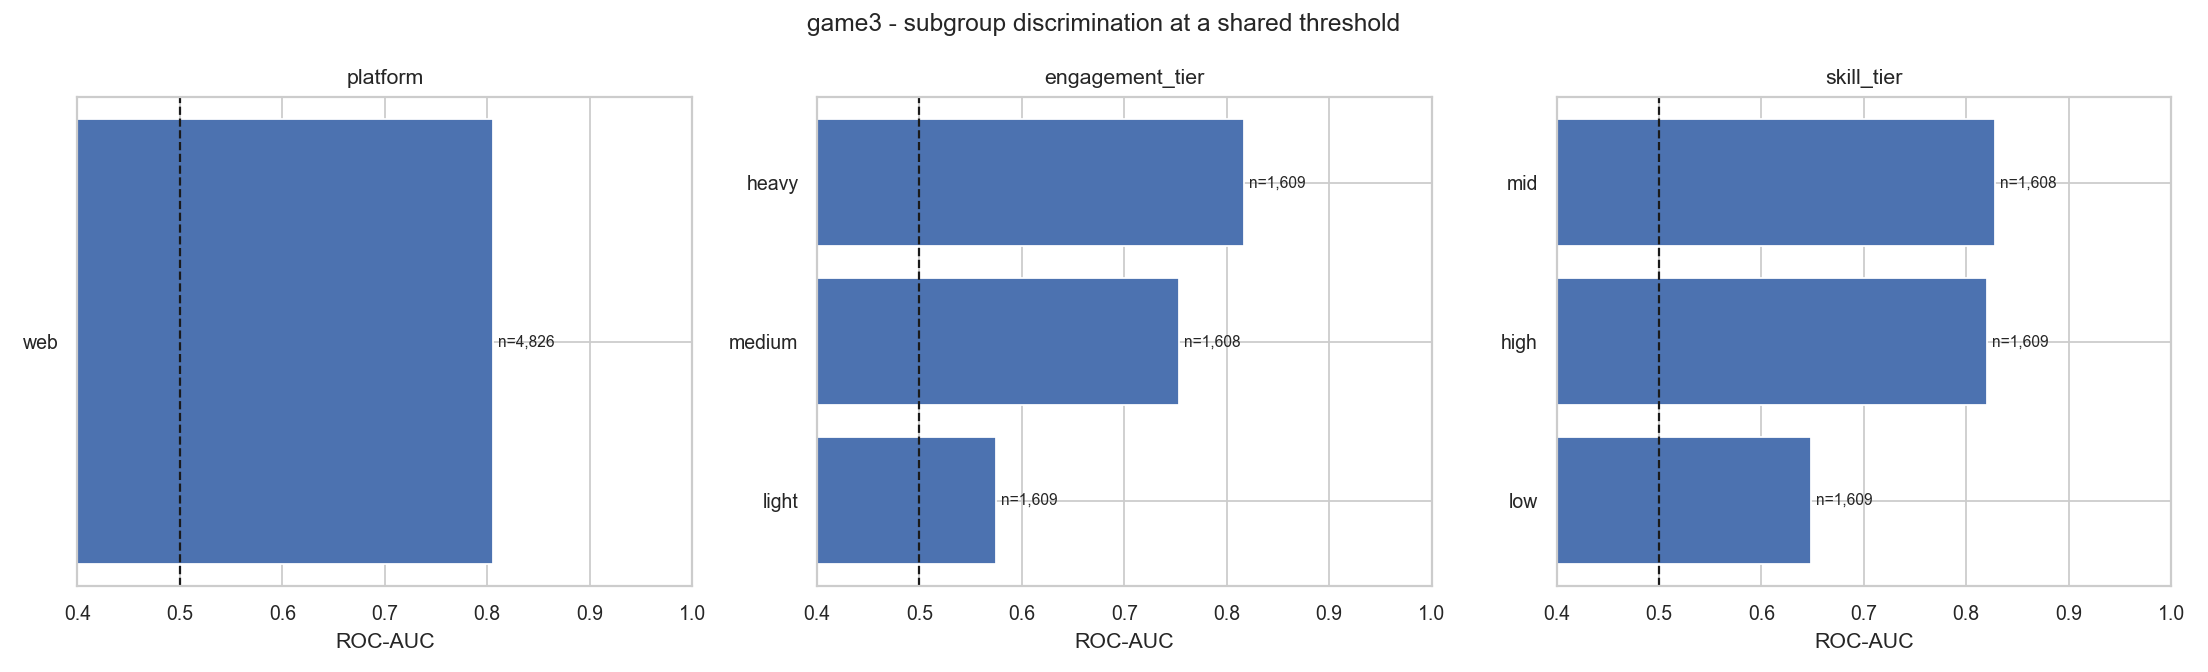 game3 - subgroup discrimination at a shared threshold
platform
web
n=4,826
0.4 0.5 0.6 0.7 0.8 0.9 1.0
ROC-AUC
engagement_tier
heavy
n=1,609
medium
n=1,608
light
n=1,609
0.4 0.5 0.6 0.7 0.8 0.9 1.0
ROC-AUC
skill_tier
mid
n=1,608
high
n=1,609
low
n=1,609
0.4 0.5 0.6 0.7 0.8 0.9 1.0
ROC-AUC